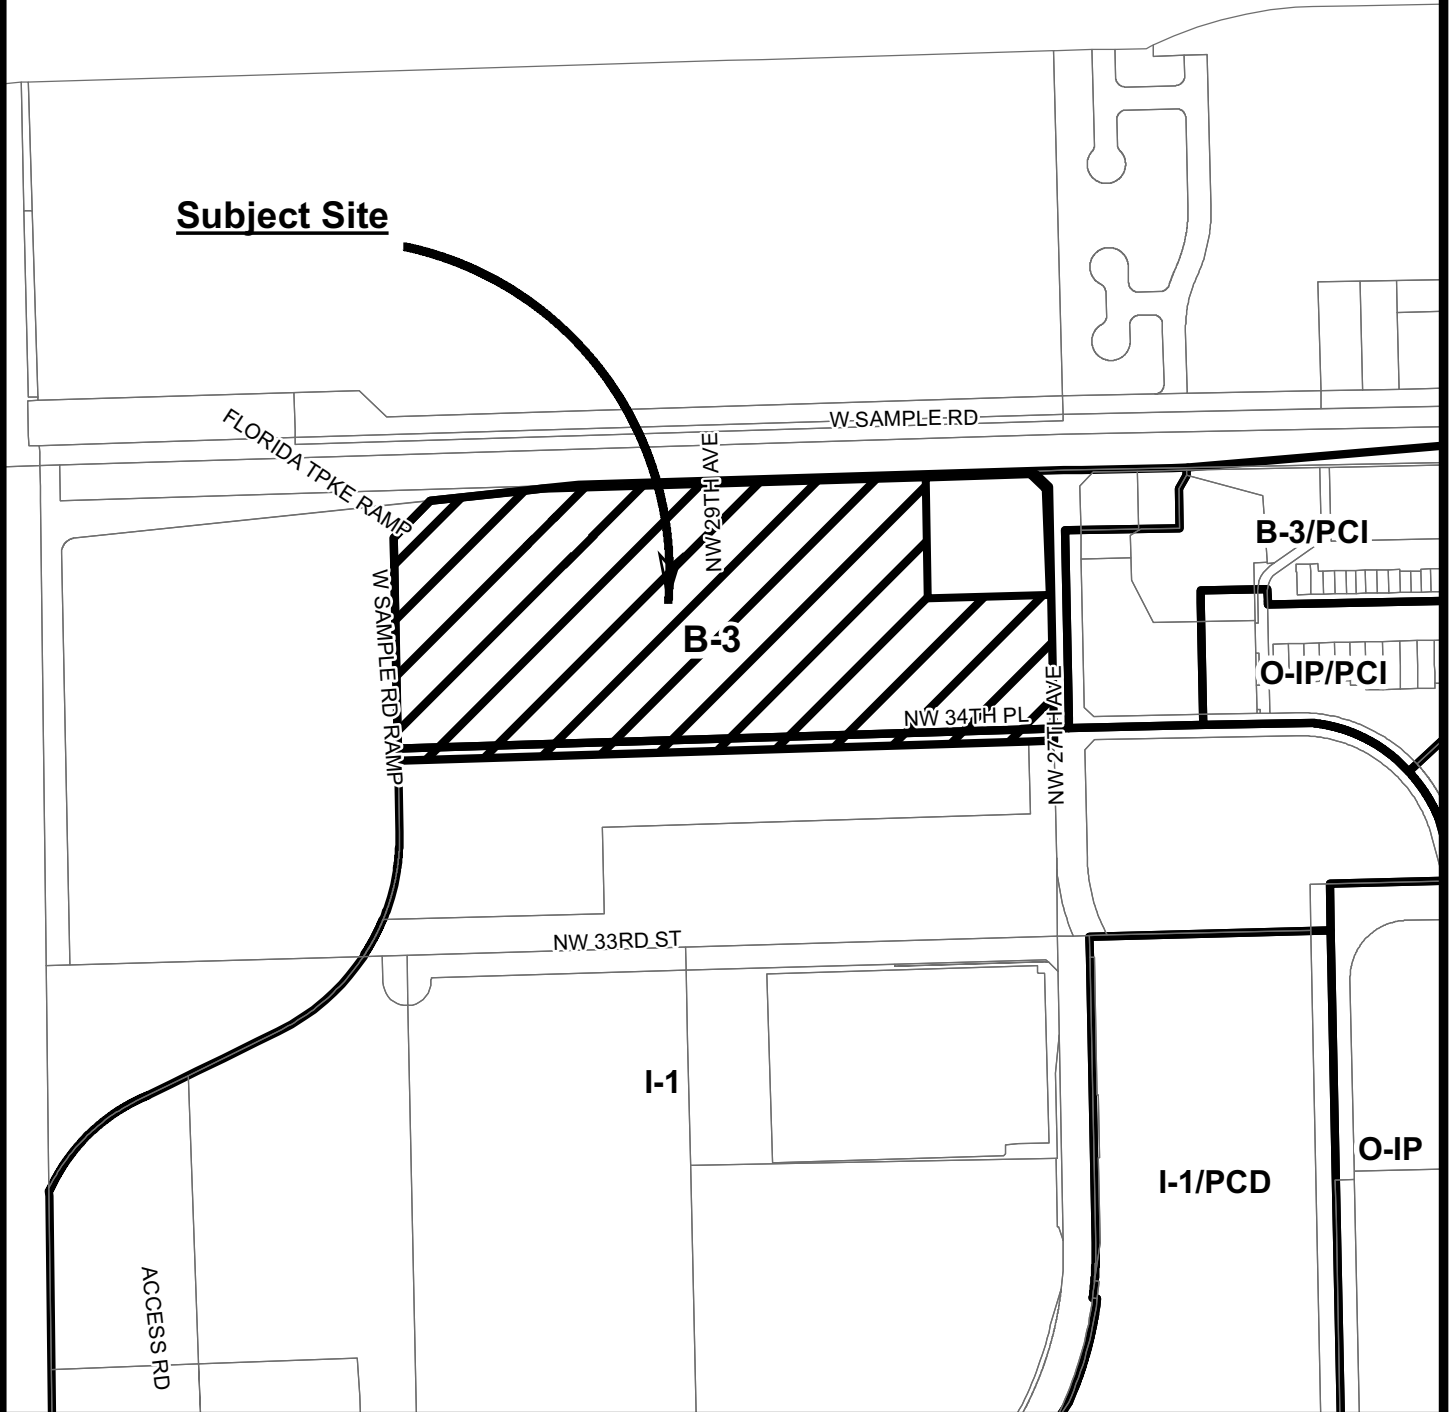 Subject Site
W SAMPLE RD
FLORIDA TPKE RAMP
NW 29TH AVE
B-3/PCI
W SAMPLE RD RAMP
B-3
O-IP/PCI
NW 34TH PL
NW 27TH AVE
NW 33RD ST
I-1
O-IP
I-1/PCD
ACCESS RD